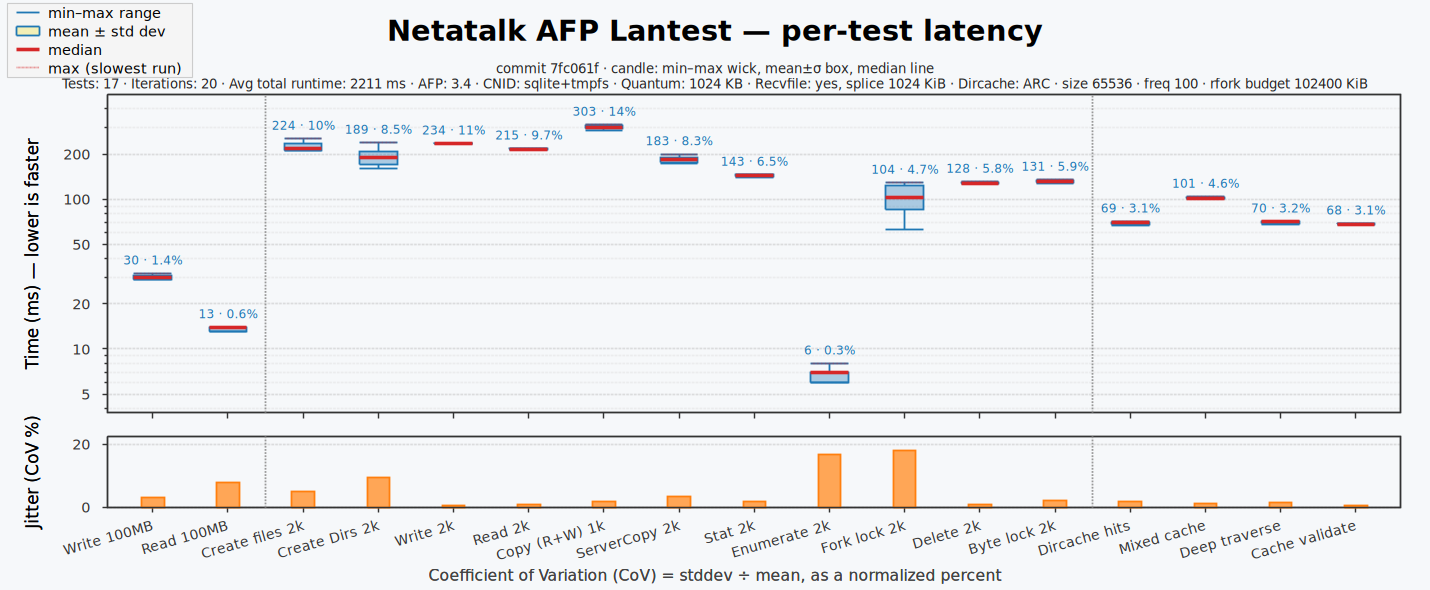 min–max range
mean ± std dev
median
max (slowest run)
Netatalk AFP Lantest — per-test latency
commit 7fc061f · candle: min–max wick, mean±σ box, median line
Tests: 17 · Iterations: 20 · Avg total runtime: 2211 ms · AFP: 3.4 · CNID: sqlite+tmpfs · Quantum: 1024 KB · Recvfile: yes, splice 1024 KiB · Dircache: ARC · size 65536 · freq 100 · rfork budget 102400 KiB
Time (ms) — lower is faster
200
100
50
20
10
5
30 · 1.4%
13 · 0.6%
224 · 10%
189 · 8.5%
234 · 11%
215 · 9.7%
303 · 14%
183 · 8.3%
143 · 6.5%
6 · 0.3%
104 · 4.7%
128 · 5.8%
131 · 5.9%
69 · 3.1%
101 · 4.6%
70 · 3.2%
68 · 3.1%
Jitter (CoV %)
20
0
Write 100MB
Read 100MB
Create files 2k
Create Dirs 2k
Write 2k
Read 2k
Copy (R+W) 1k
ServerCopy 2k
Stat 2k
Enumerate 2k
Fork lock 2k
Delete 2k
Byte lock 2k
Dircache hits
Mixed cache
Deep traverse
Cache validate
Coefficient of Variation (CoV) = stddev ÷ mean, as a normalized percent